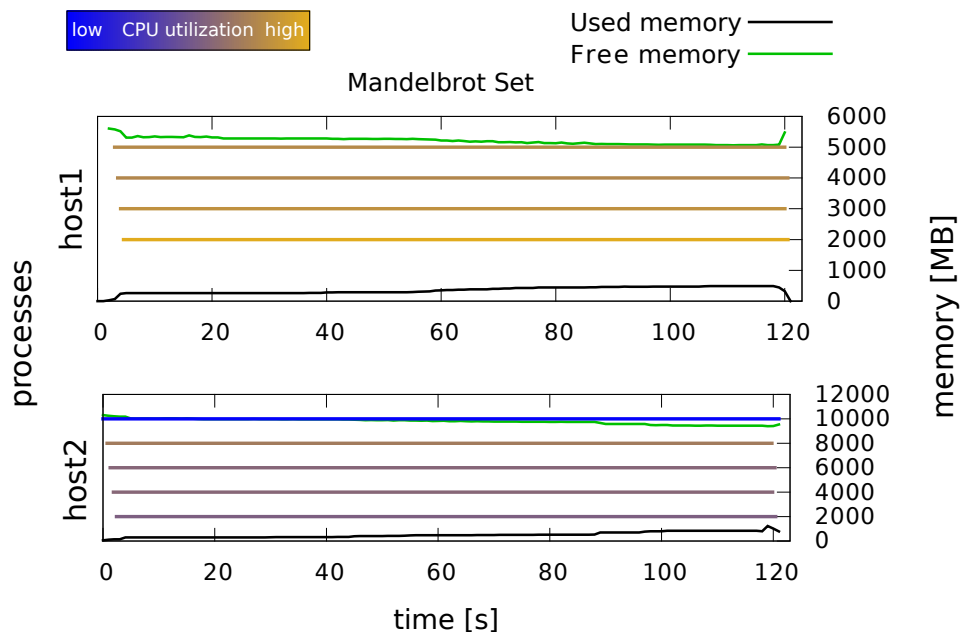 low CPU utilization high
Used memory
Free memory
Mandelbrot Set
6000
5000
4000
3000
2000
1000
0
host1
0 20 40 60 80 100 120
processes
memory [MB]
12000
10000
8000
6000
4000
2000
0
host2
0 20 40 60 80 100 120
time [s]